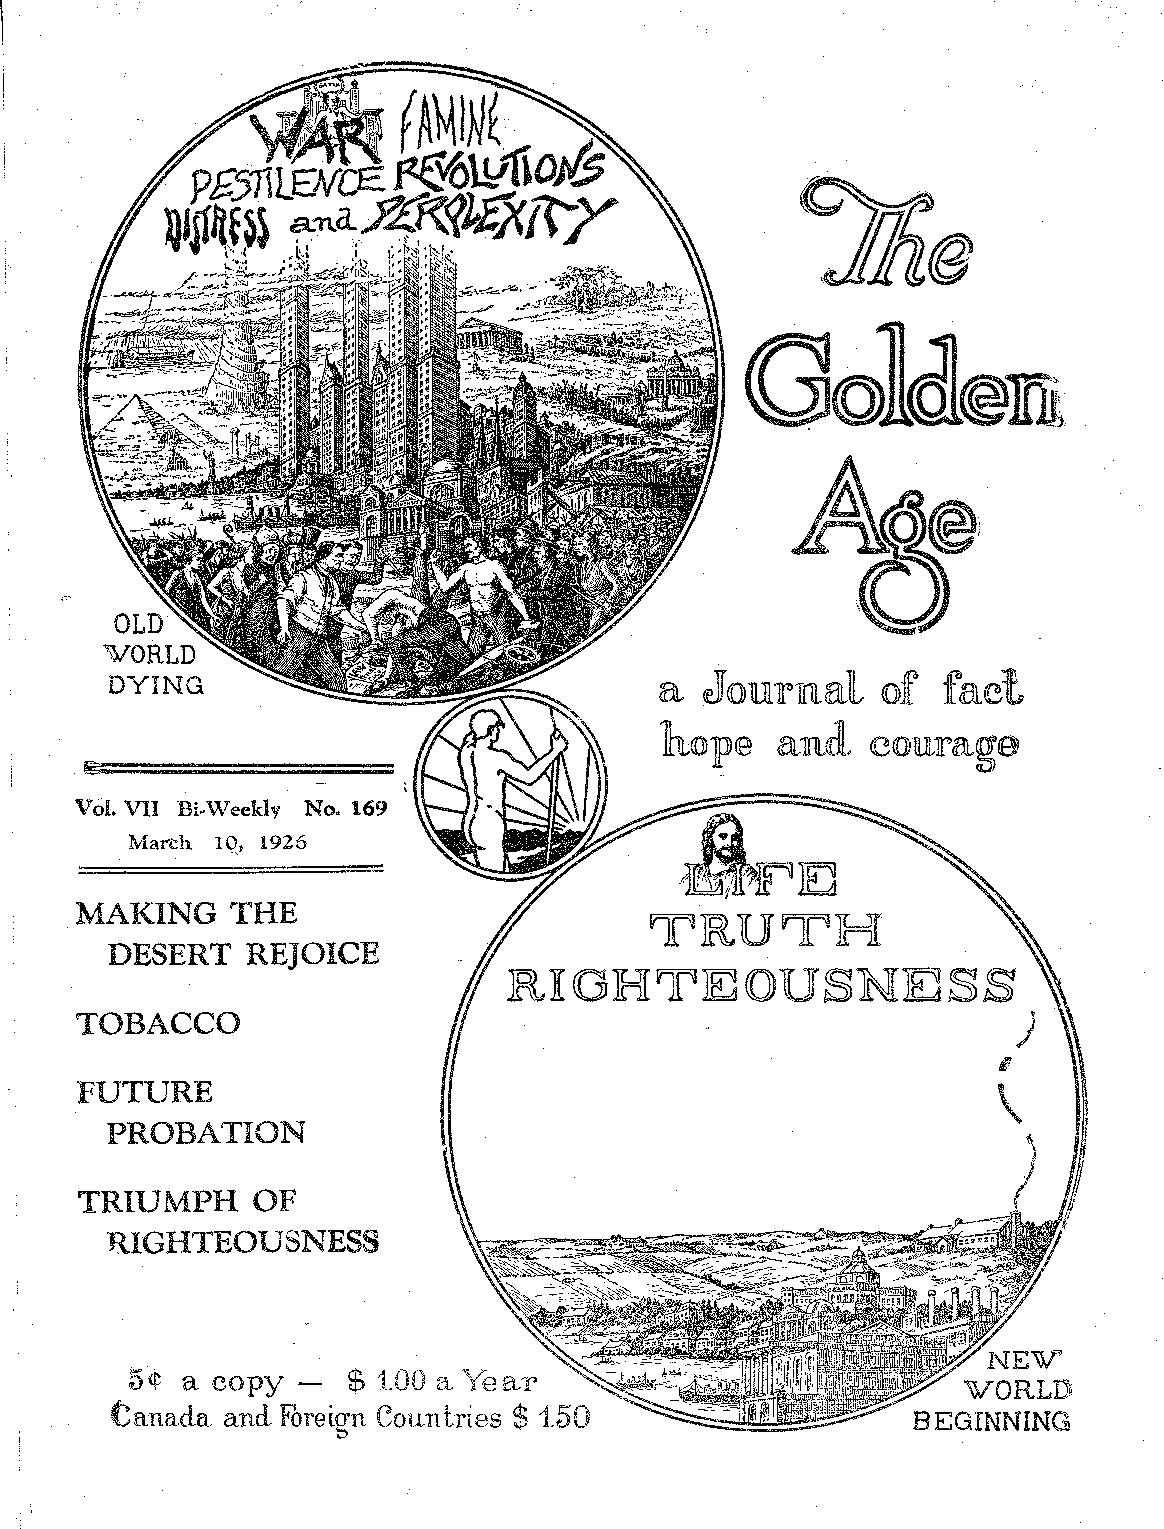 WAR FAMINE
PESTILENCE REVOLUTIONS
DISTRESS and PERPLEXITY
The
Golden
Age
OLD
WORLD
DYING
a Journal of fact
hope and courage
Vol. VII Bi-Weekly No. 169
March 10, 1926
MAKING THE
DESERT REJOICE
TOBACCO
FUTURE
PROBATION
TRIUMPH OF
RIGHTEOUSNESS
LIFE
TRUTH
RIGHTEOUSNESS
NEW
WORLD
BEGINNING
5¢ a copy — $ 1.00 a Year
Canada and Foreign Countries $ 1.50